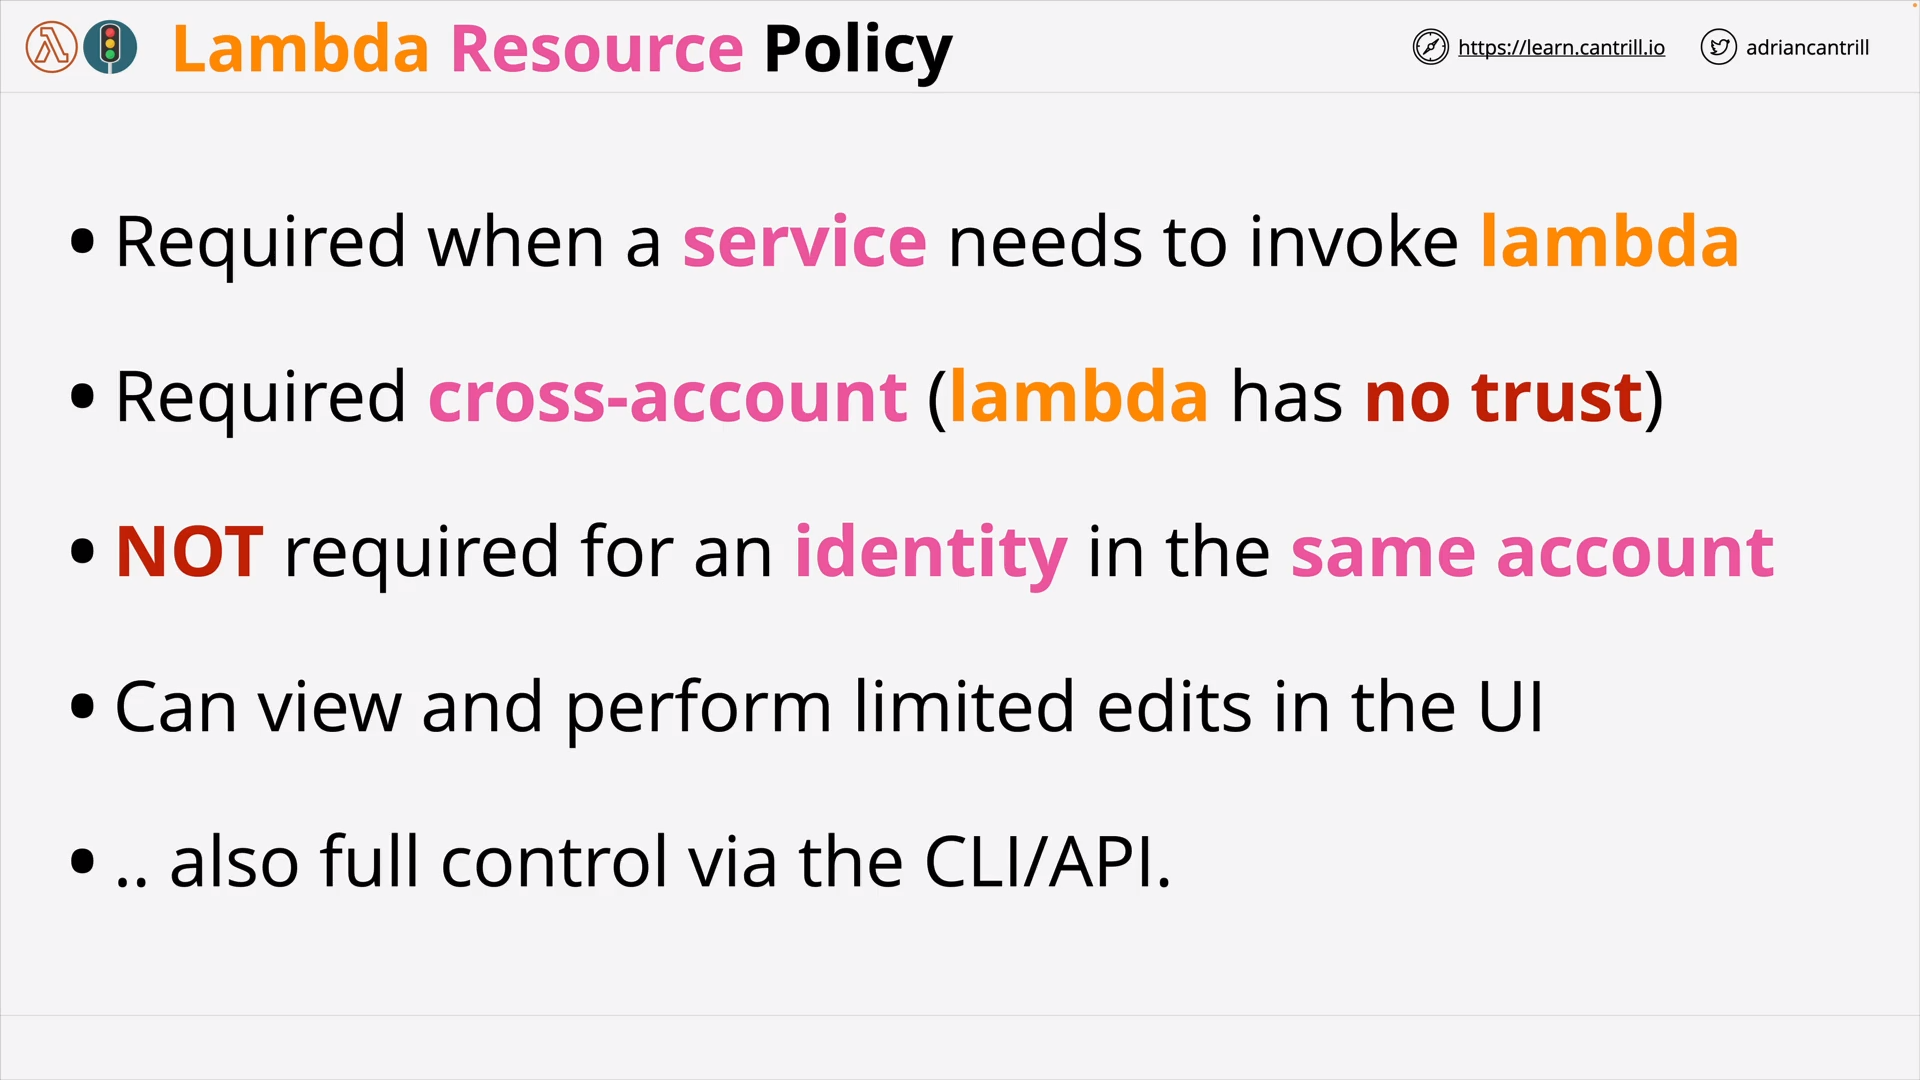 Lambda Resource Policy
https://learn.cantrill.io
adriancantrill
• Required when a service needs to invoke lambda
• Required cross-account (lambda has no trust)
• NOT required for an identity in the same account
• Can view and perform limited edits in the UI
• .. also full control via the CLI/API.